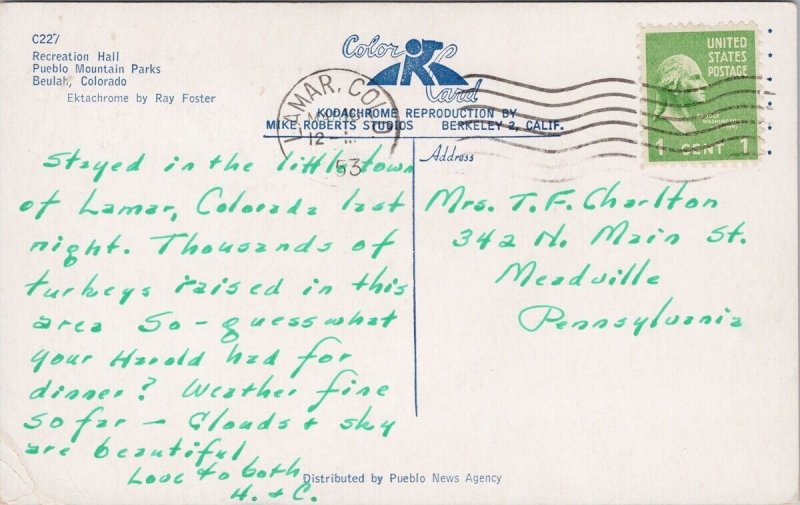 C227
Recreation Hall
Pueblo Mountain Parks
Beulah, Colorado
Ektachrome by Ray Foster
Color Card
KODACHROME REPRODUCTION BY
MIKE ROBERTS STUDIOS BERKELEY 2, CALIF.
LAMAR, COLO
12-
53
UNITED
STATES
POSTAGE
WASHINGTON
1 CENT 1
Stayed in the little town
of Lamar, Colorado last
night. Thousands of
turkeys raised in this
area So - guess what
your Harold had for
dinner? Weather fine
so far - Clouds + sky
are beautiful
Love to both
H. + C.
Address
Mrs. T. F. Charlton
342 N. Main St.
Meadville
Pennsylvania
Distributed by Pueblo News Agency